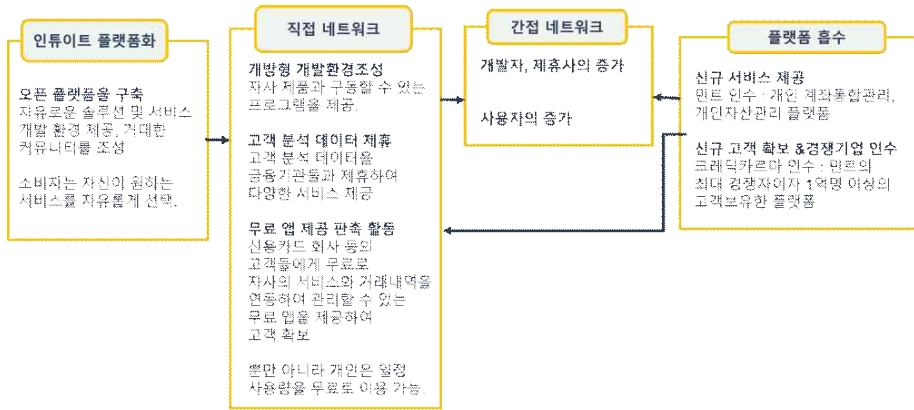 인튜이트 플랫폼화
오픈 플랫폼을 구축
자유로운 솔루션 및 서비스
개발 환경 제공, 거대한
커뮤니티를 조성
소비자는 자신이 원하는
서비스를 자유롭게 선택.
직접 네트워크
개방형 개발환경조성
자사 제품과 구동할 수 있는
프로그램을 제공.
고객 분석 데이터 제휴
고객 분석 데이터을
금융기관들과 제휴하여
다양한 서비스 제공
무료 앱 제공 판촉 활동
신용카드 회사 등의
고객들에게 무료로
자사의 서비스와 거래내역을
연동하여 관리할 수 있는
무료 앱을 제공하여
고객 확보
뿐만 아니라 개인은 일정
사용량을 무료로 이용 가능.
간접 네트워크
개발자, 제휴사의 증가
사용자의 증가
플랫폼 흡수
신규 서비스 제공
민트 인수 : 개인 계좌통합관리,
개인자산관리 플랫폼
신규 고객 확보 &경쟁기업 인수
크레딕카르마 인수 : 민트의
최대 경쟁자이자 1억명 이상의
고객보유한 플랫폼